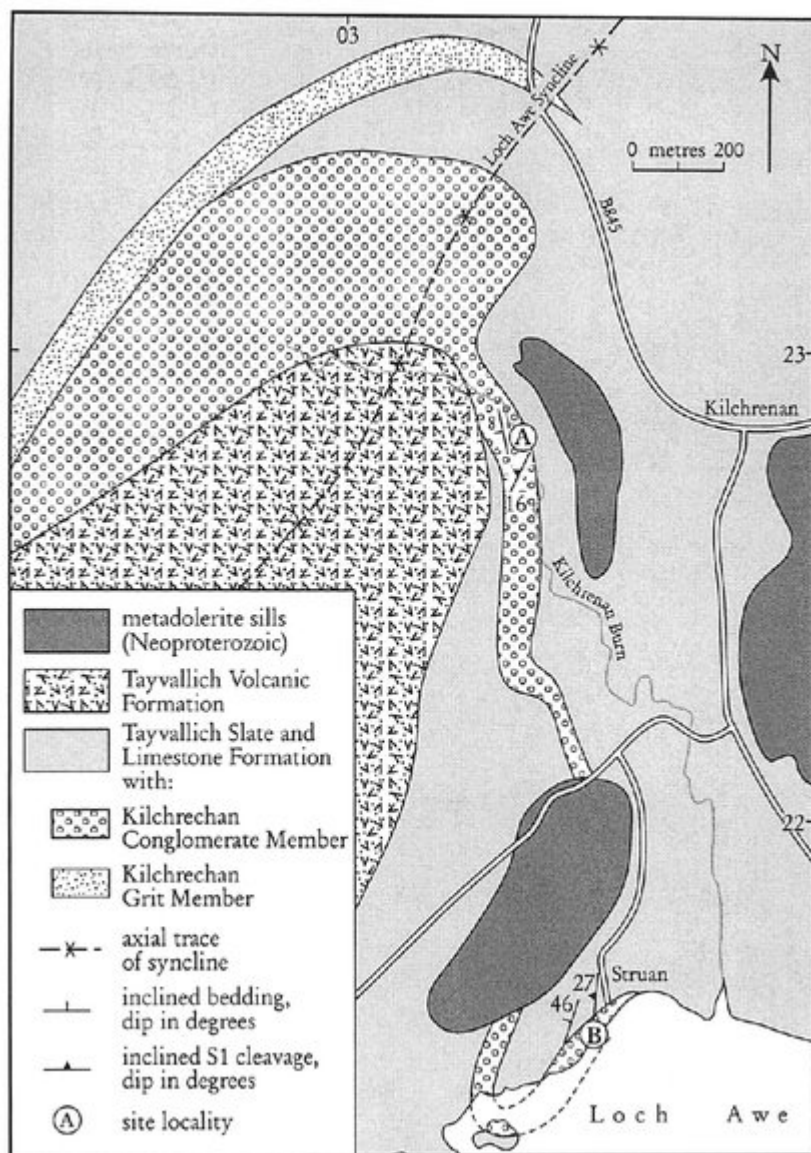 03
N
Loch Awe Syncline
0 metres 200
B845
23
Kilchrenan
A
16
Kilchrenan Burn
metadolerite sills
(Neoproterozoic)
Tayvallich Volcanic
Formation
Tayvallich Slate and
Limestone Formation
with:
Kilchrechan
Conglomerate Member
Kilchrechan
Grit Member
axial trace
of syncline
inclined bedding,
dip in degrees
inclined S1 cleavage,
dip in degrees
A
site locality
22
27
Struan
46
B
Loch Awe